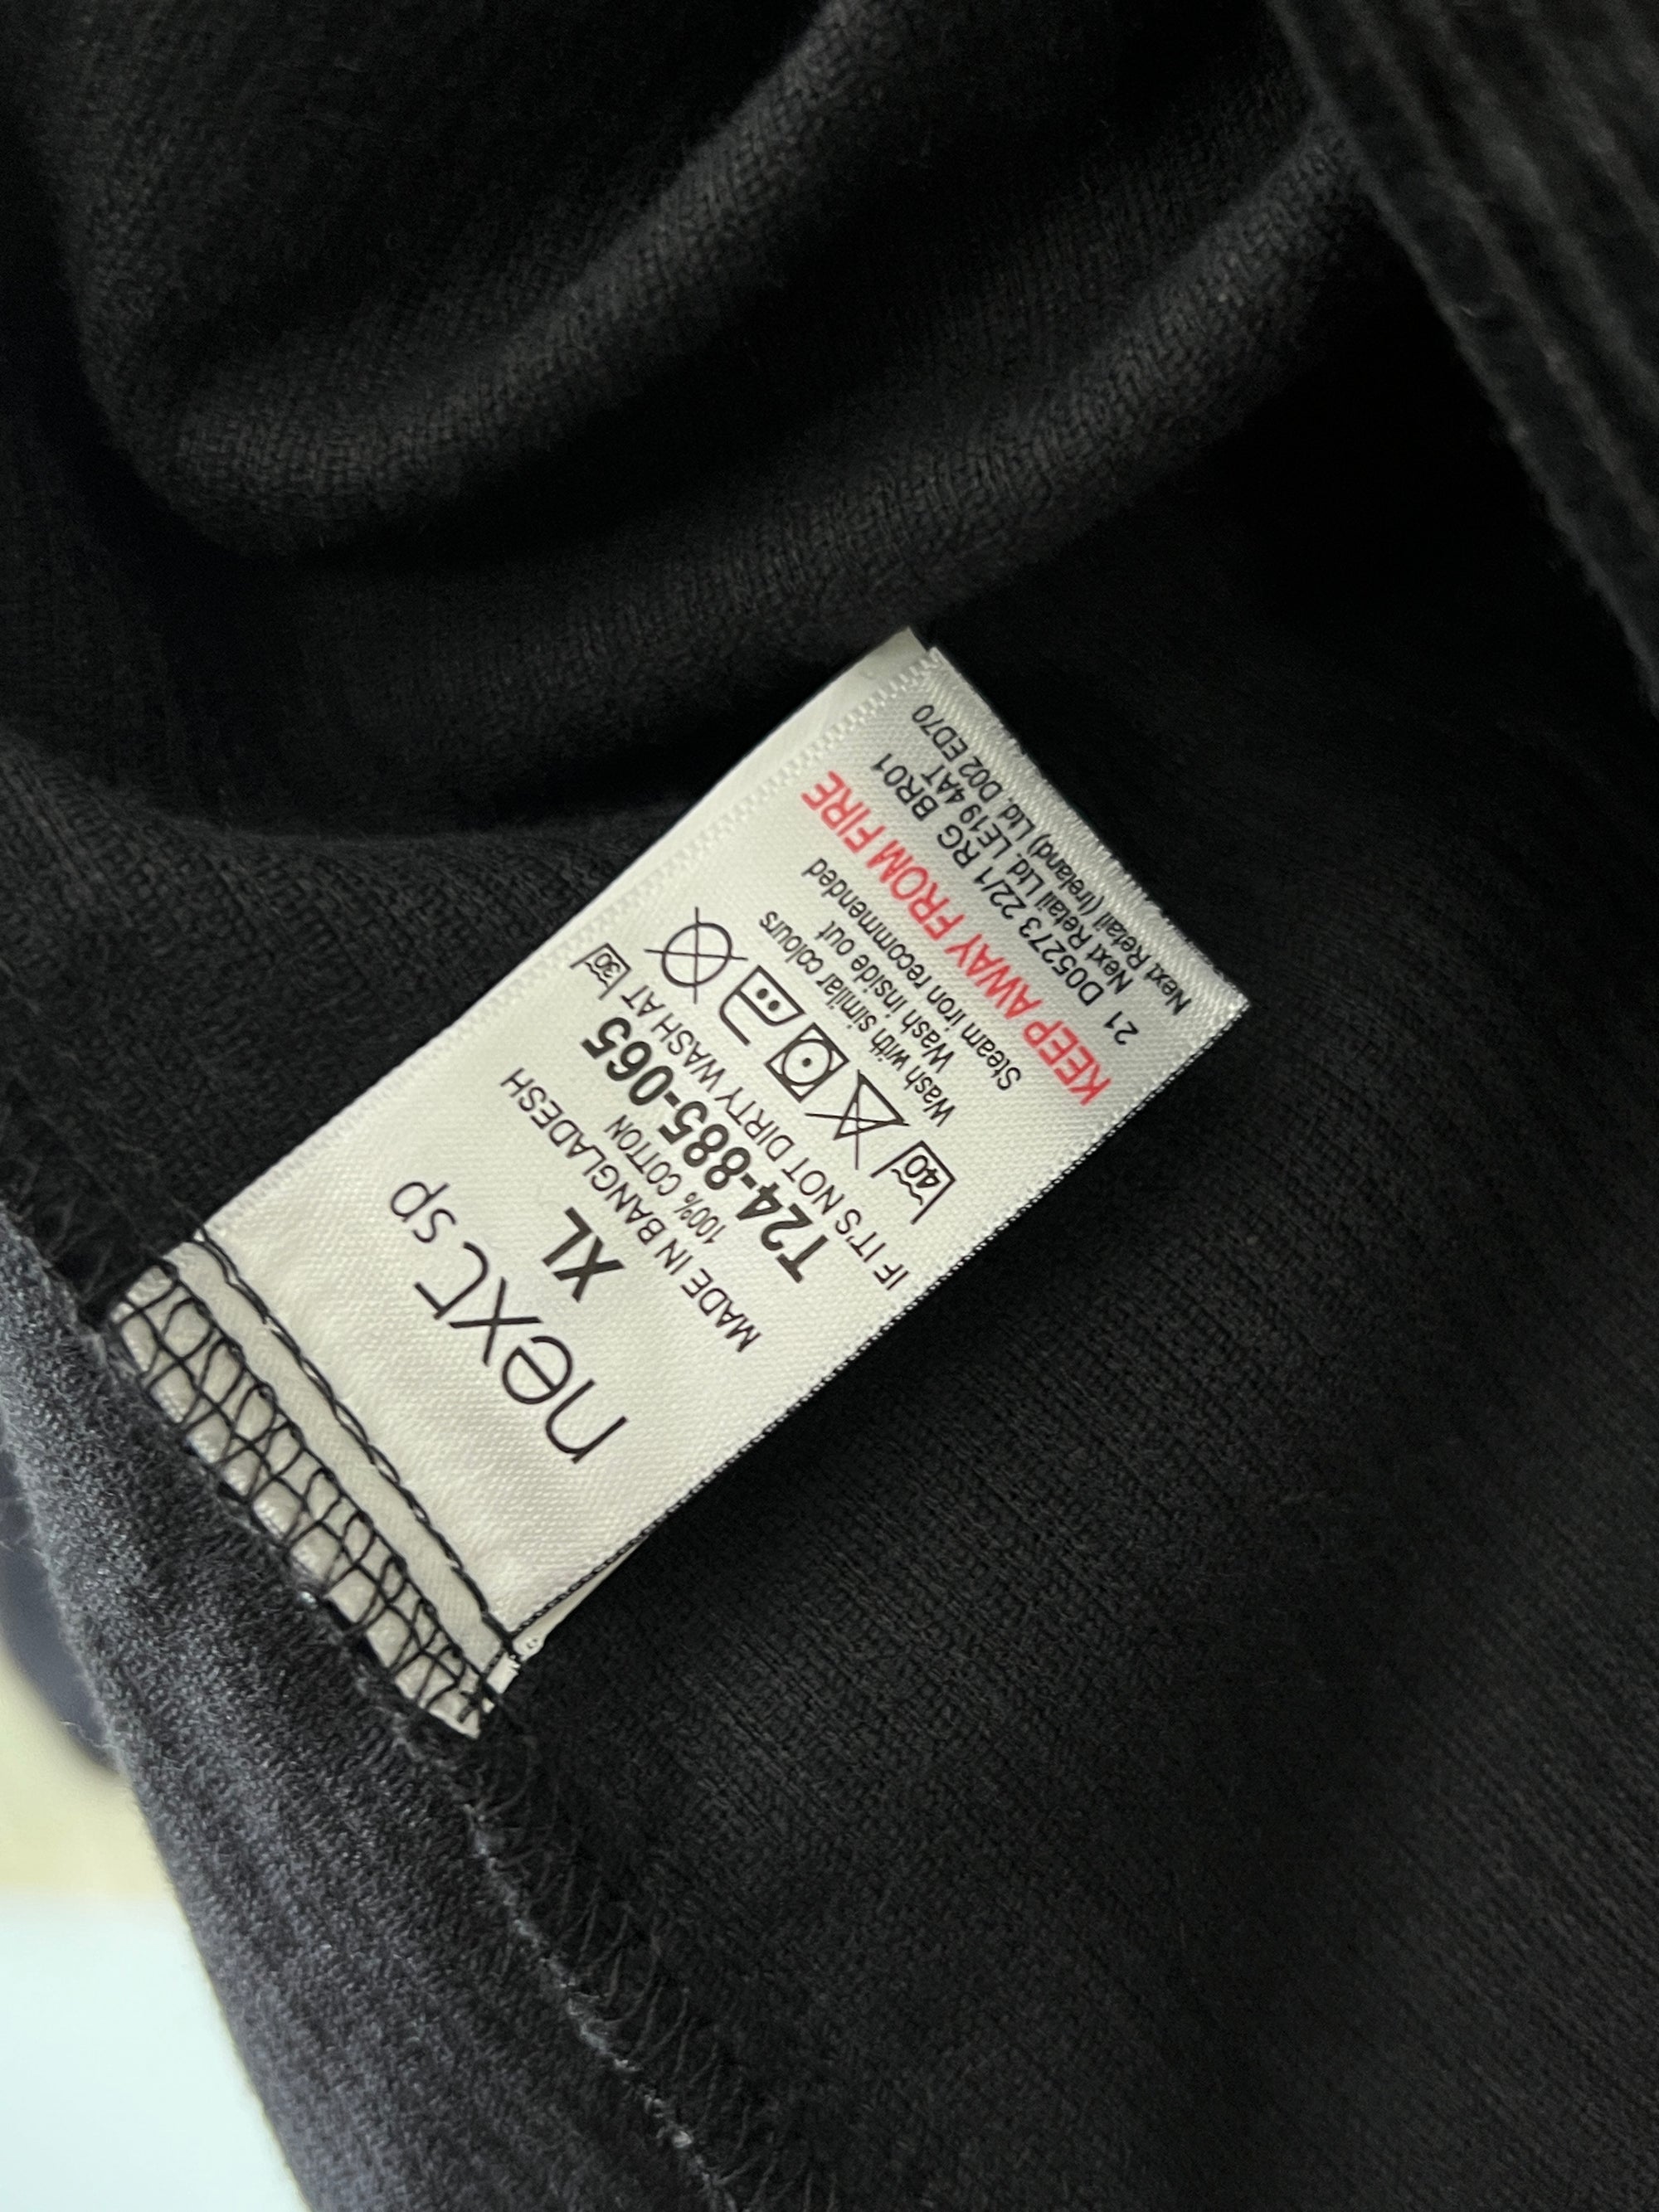 next sp
XL
MADE IN BANGLADESH
100% COTTON
T24-885-065
IF IT'S NOT DIRTY WASH AT 30
40
Wash with similar colours
Wash inside out
Steam iron recommended
KEEP AWAY FROM FIRE
21 D05273 22/1 RG BR01
Next Retail Ltd. LE19 4AT
Next Retail (Ireland) Ltd. D02 ED70